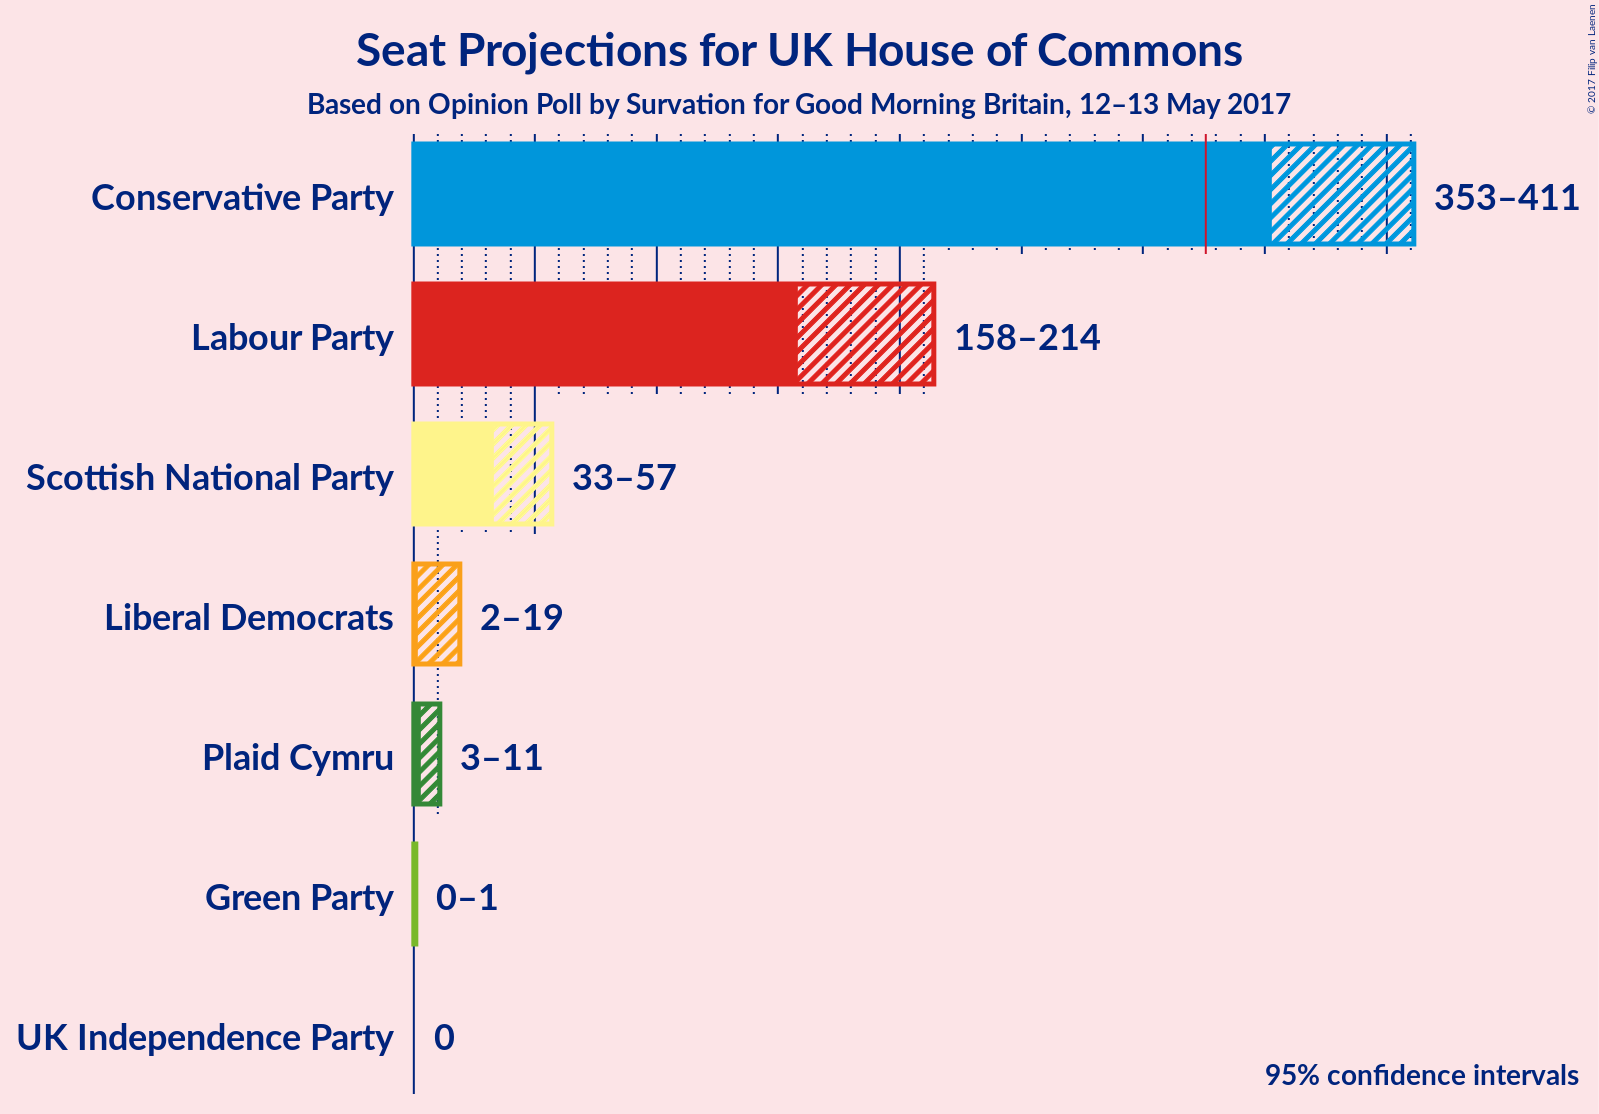 Seat Projections for UK House of Commons
Based on Opinion Poll by Survation for Good Morning Britain, 12–13 May 2017
© 2017 Filip van Laenen
Conservative Party 353–411
Labour Party 158–214
Scottish National Party 33–57
Liberal Democrats 2–19
Plaid Cymru 3–11
Green Party 0–1
UK Independence Party 0
95% confidence intervals